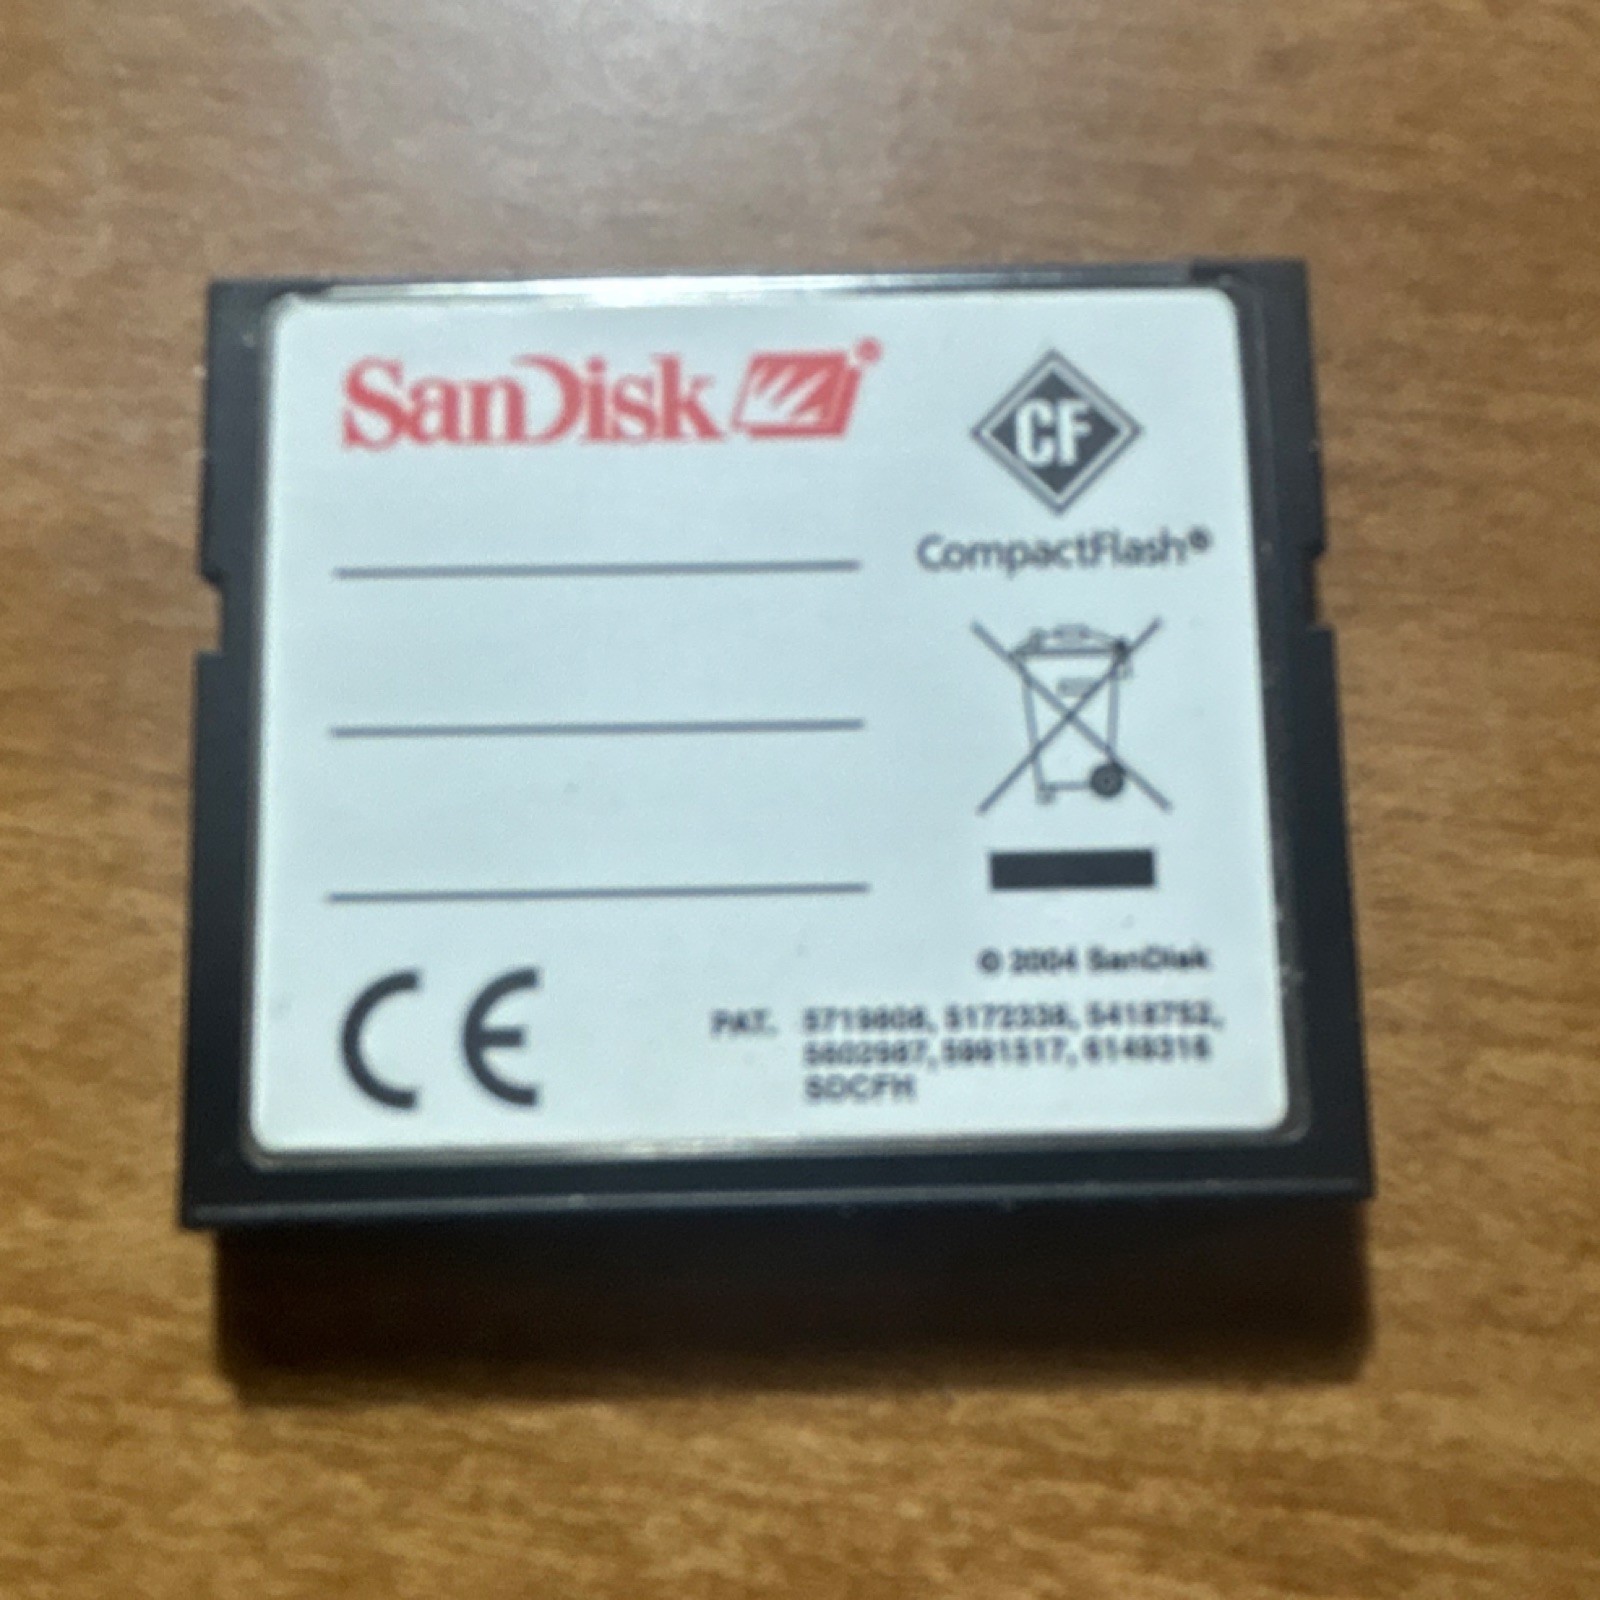 SanDisk®
CF
CompactFlash®
© 2004 SanDisk
CE
PAT. 5719808, 5172338, 5418752,
5602987, 5991517, 6149316
SDCFH